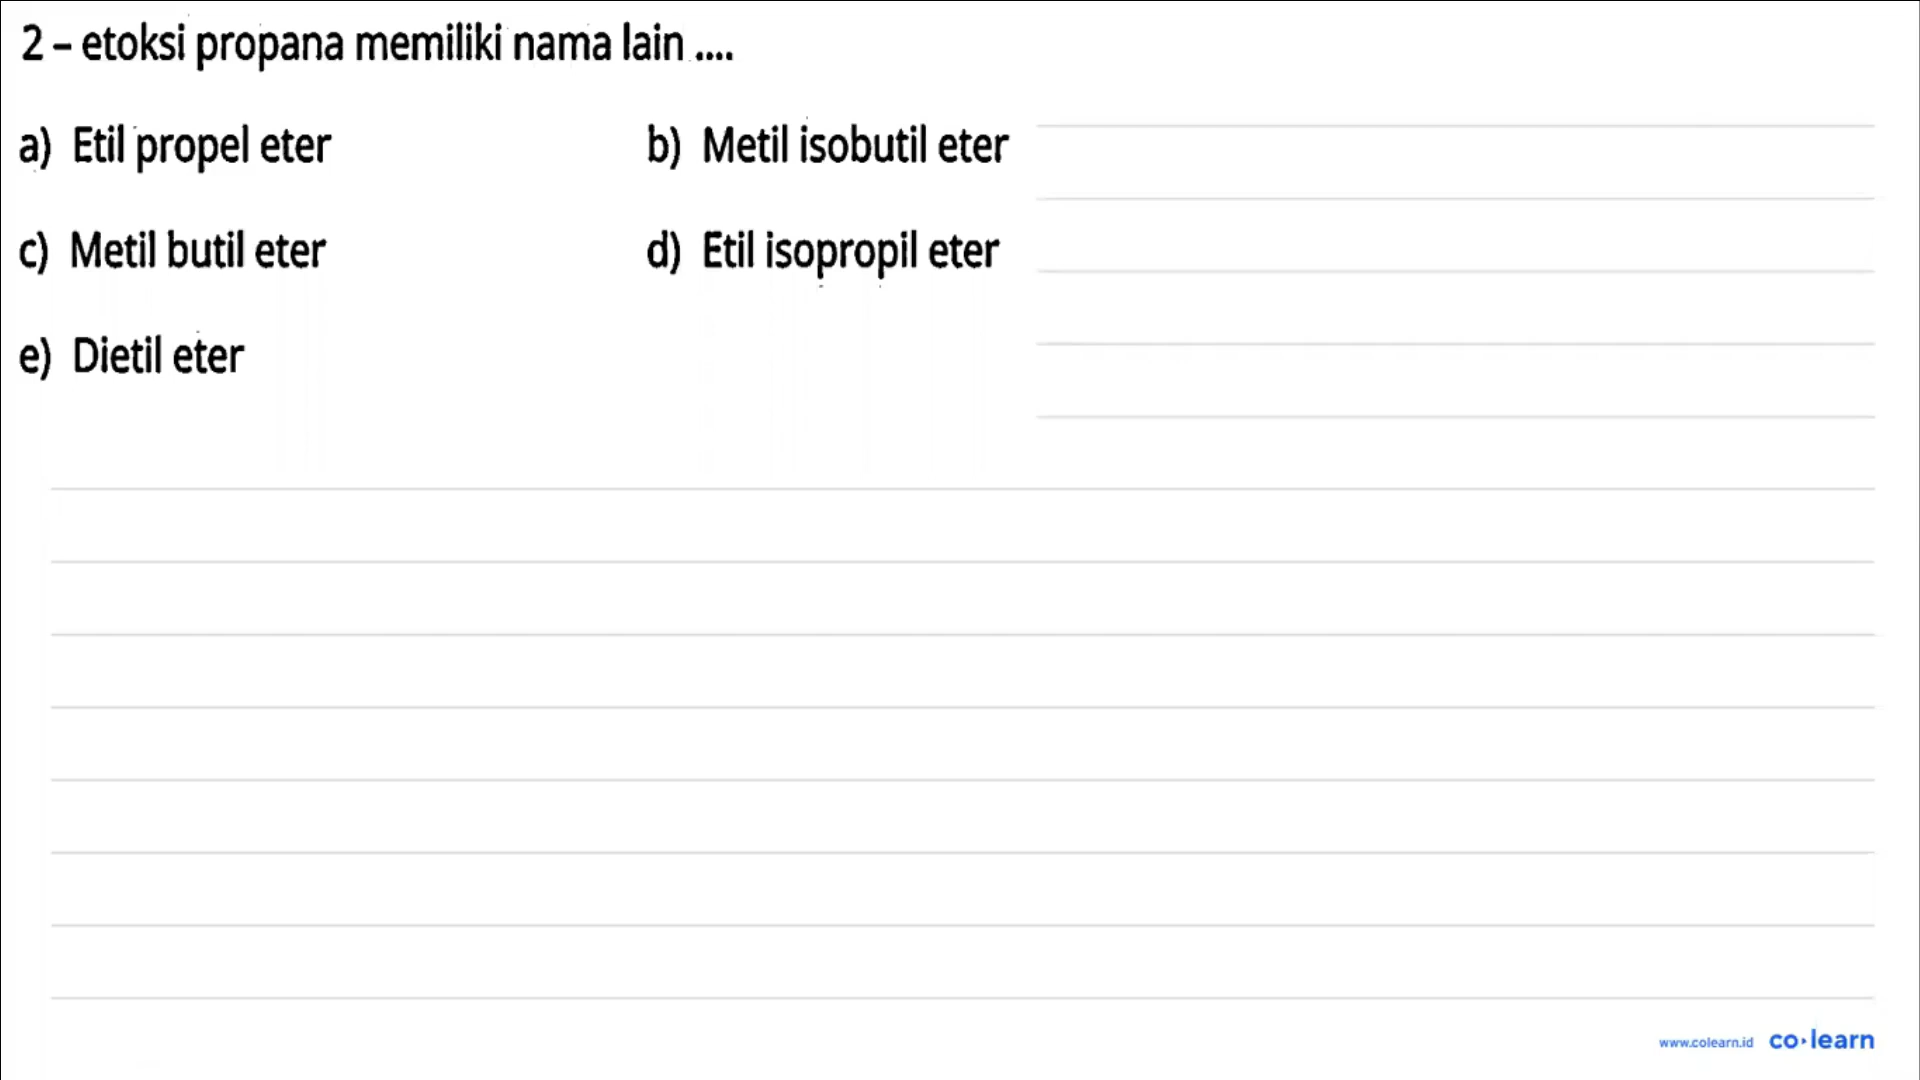 2 – etoksi propana memiliki nama lain ....
a) Etil propel eter
b) Metil isobutil eter
c) Metil butil eter
d) Etil isopropil eter
e) Dietil eter
www.colearn.id co·learn